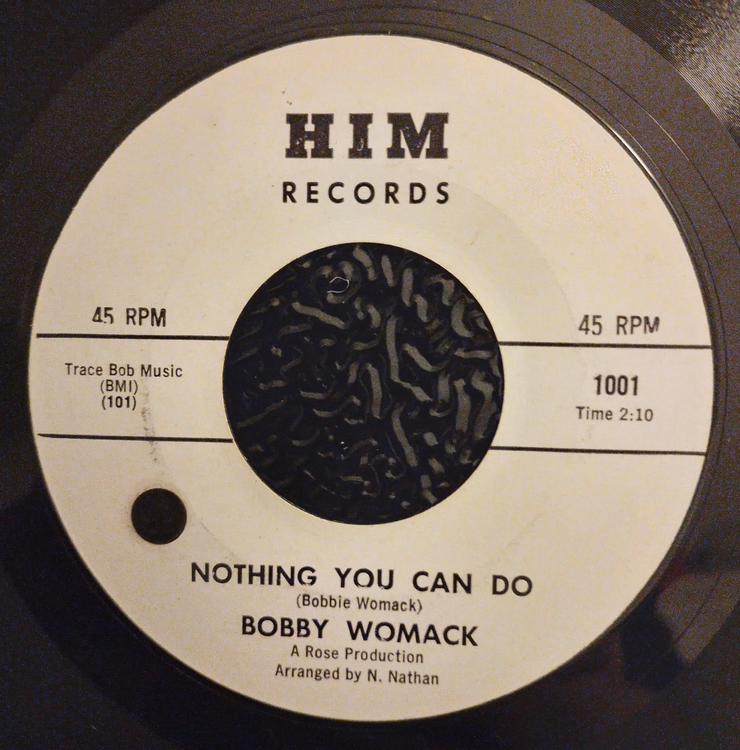 HIM
RECORDS
45 RPM
Trace Bob Music
(BMI)
(101)
45 RPM
1001
Time 2:10
NOTHING YOU CAN DO
(Bobbie Womack)
BOBBY WOMACK
A Rose Production
Arranged by N. Nathan